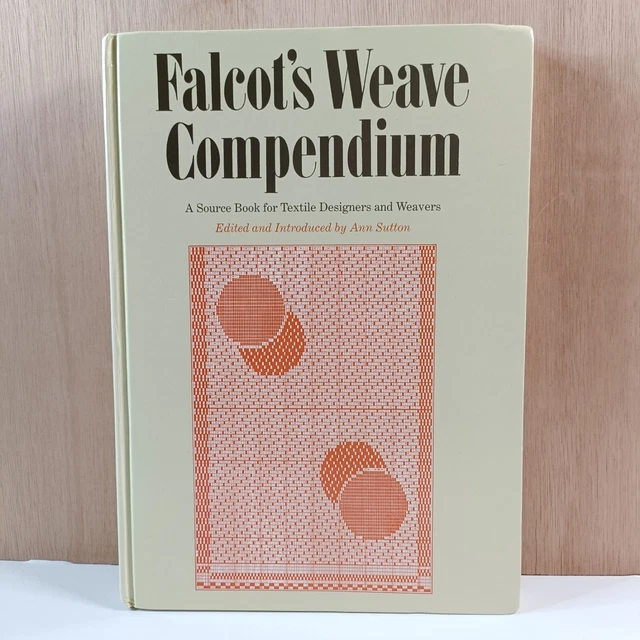 Falcot's Weave
Compendium
A Source Book for Textile Designers and Weavers
Edited and Introduced by Ann Sutton